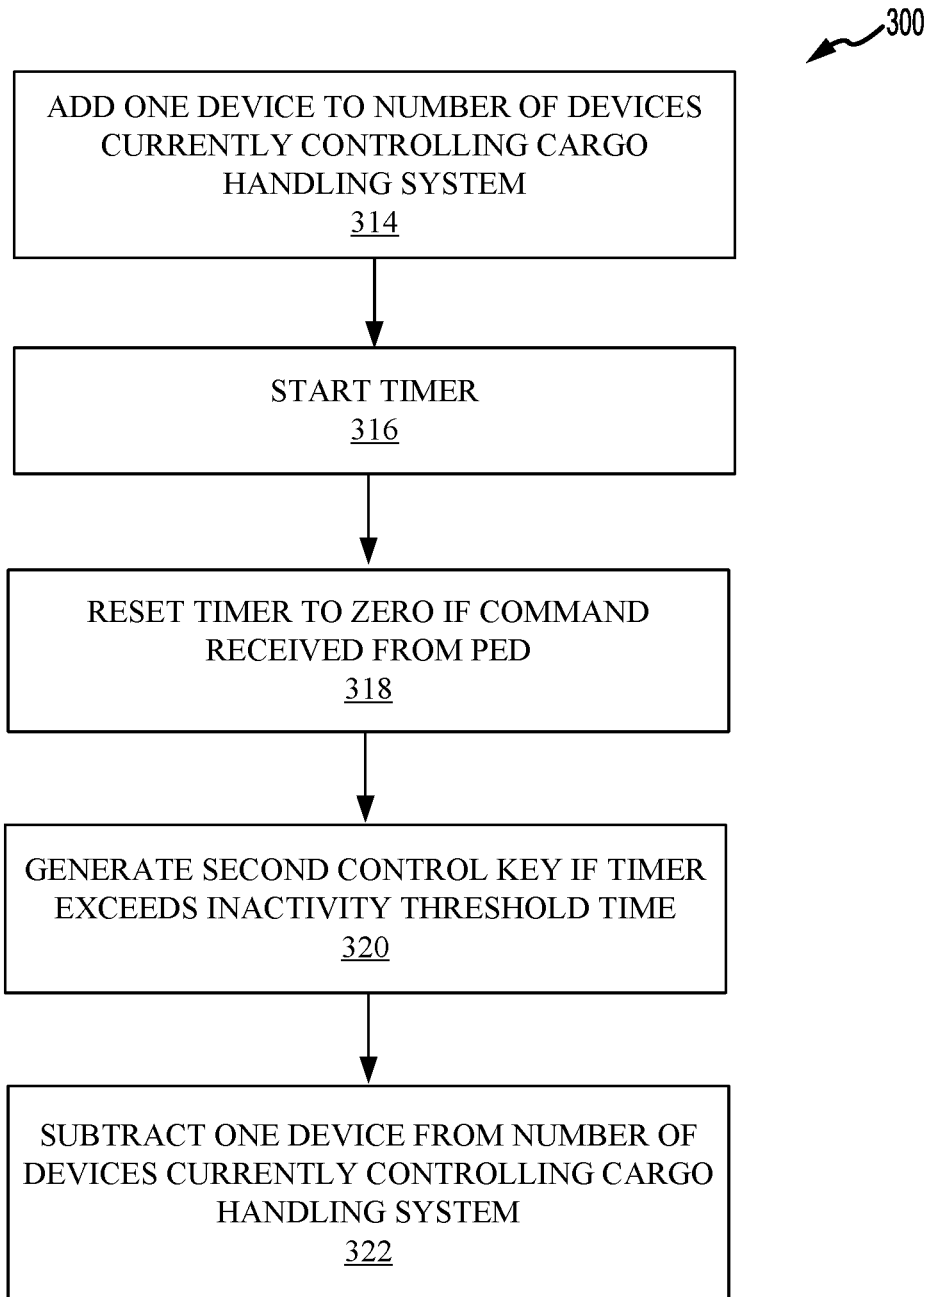 300
ADD ONE DEVICE TO NUMBER OF DEVICES
CURRENTLY CONTROLLING CARGO
HANDLING SYSTEM
314
START TIMER
316
RESET TIMER TO ZERO IF COMMAND
RECEIVED FROM PED
318
GENERATE SECOND CONTROL KEY IF TIMER
EXCEEDS INACTIVITY THRESHOLD TIME
320
SUBTRACT ONE DEVICE FROM NUMBER OF
DEVICES CURRENTLY CONTROLLING CARGO
HANDLING SYSTEM
322